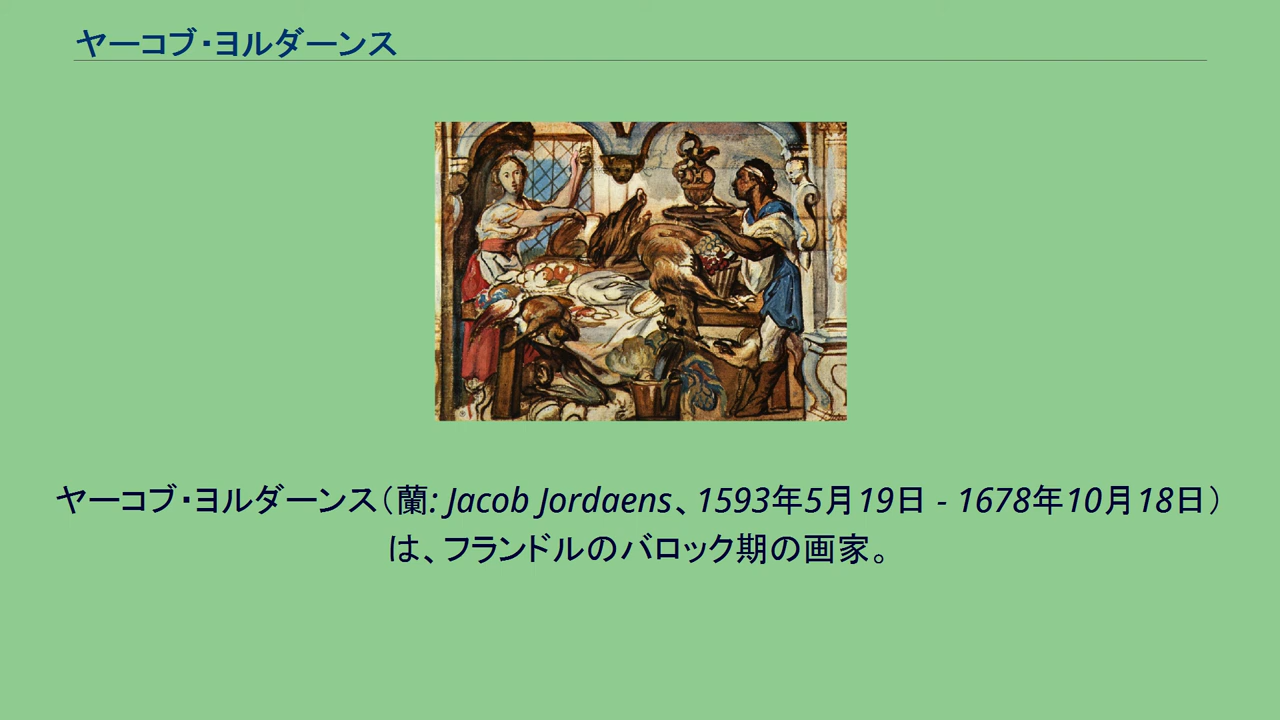 ヤーコブ・ヨルダーンス
ヤーコブ・ヨルダーンス（蘭: Jacob Jordaens、1593年5月19日 - 1678年10月18日）
は、フランドルのバロック期の画家。